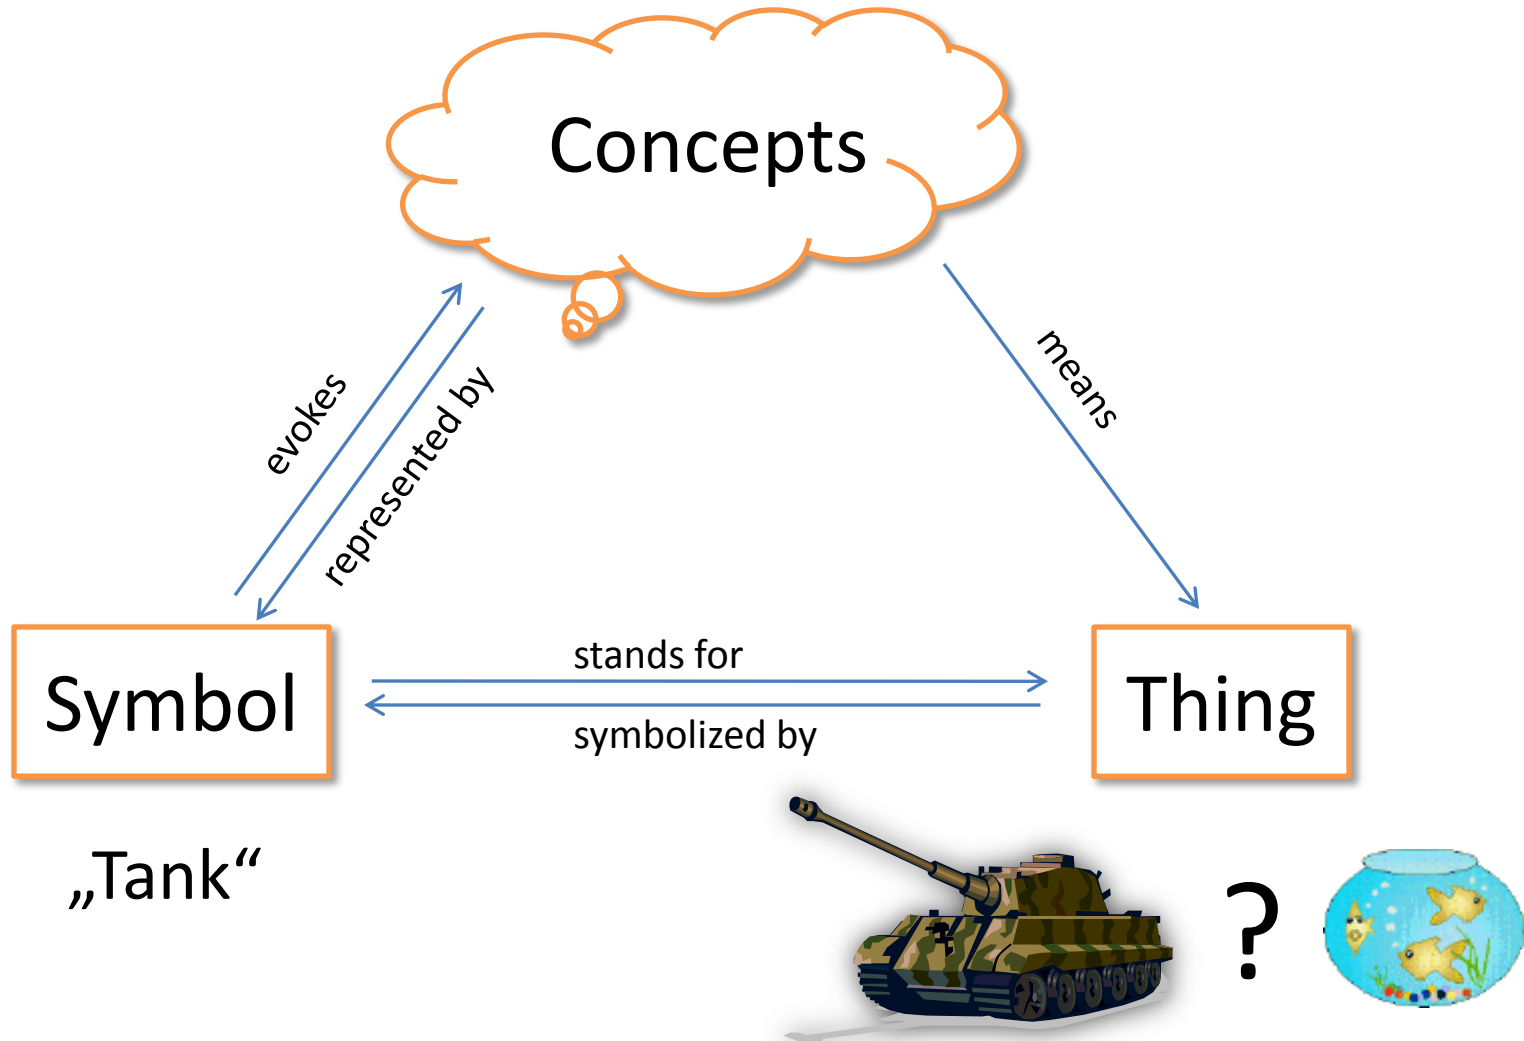 Concepts
evokes
represented by
means
Symbol
stands for
symbolized by
Thing
„Tank“
?